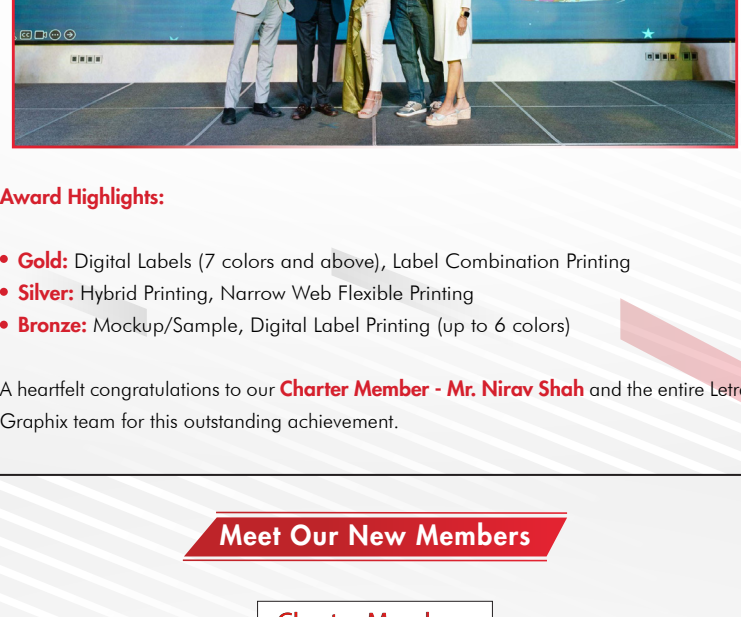 Award Highlights:
• Gold: Digital Labels (7 colors and above), Label Combination Printing
• Silver: Hybrid Printing, Narrow Web Flexible Printing
• Bronze: Mockup/Sample, Digital Label Printing (up to 6 colors)
A heartfelt congratulations to our Charter Member - Mr. Nirav Shah and the entire
Graphix team for this outstanding achievement.
Meet Our New Members